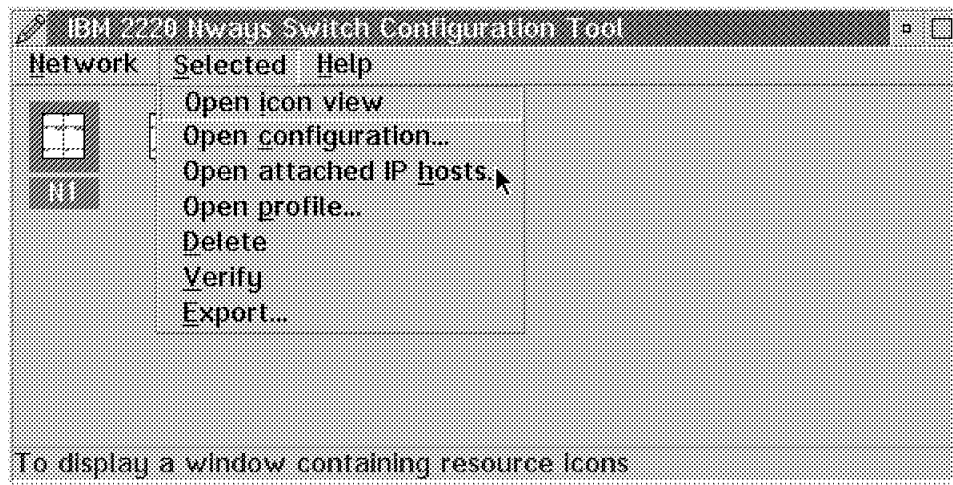 IBM 2220 Nways Switch Configuration Tool
Network Selected Help
Open icon view
Open configuration...
Open attached IP hosts.
Open profile...
Delete
Verify
Export...
N1
To display a window containing resource icons